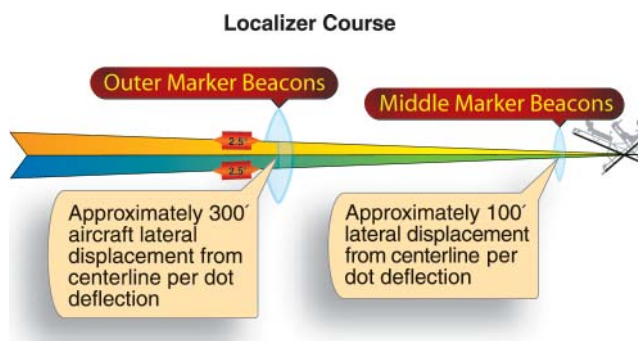 Localizer Course
Outer Marker Beacons
Middle Marker Beacons
2.5°
2.5°
Approximately 300′
aircraft lateral
displacement from
centerline per dot
deflection
Approximately 100′
lateral displacement
from centerline per
dot deflection